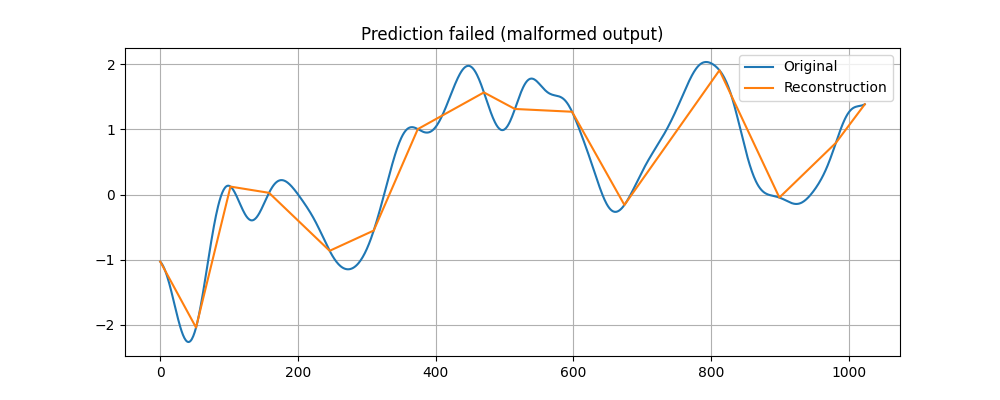 Prediction failed (malformed output)
Original
Reconstruction
2
1
0
−1
−2
0 200 400 600 800 1000